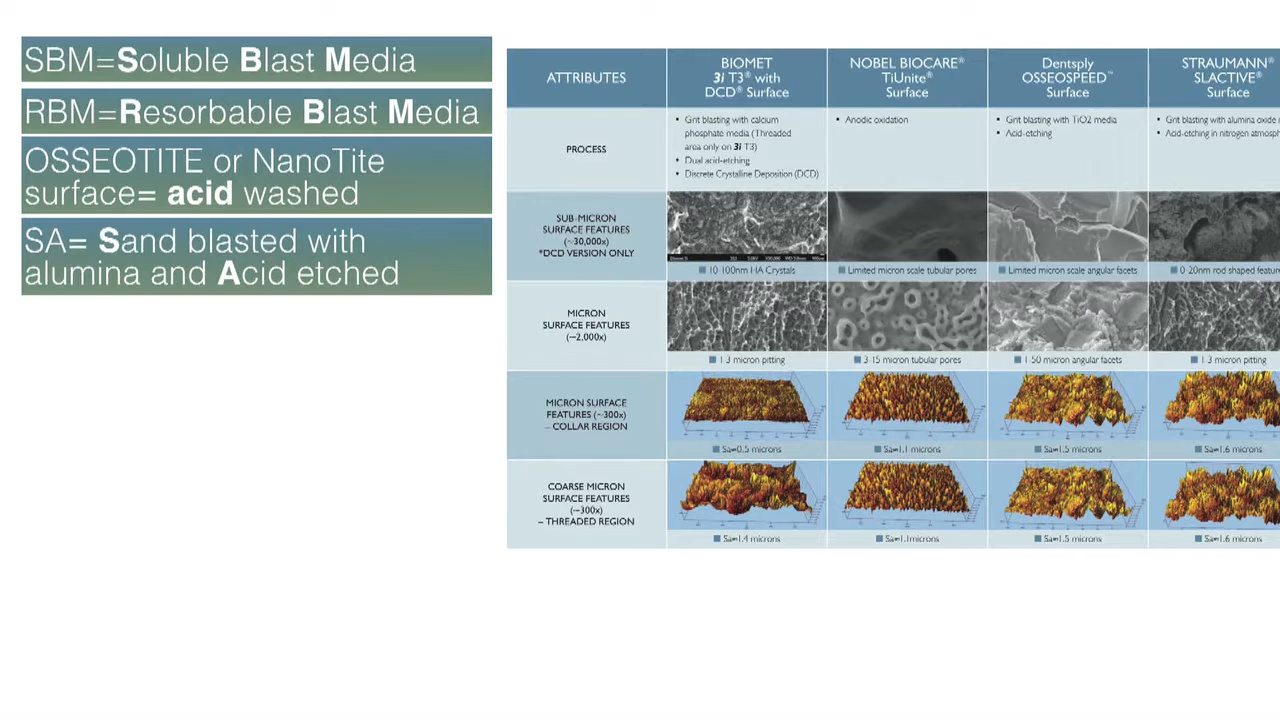 SBM=Soluble Blast Media
RBM=Resorbable Blast Media
OSSEOTITE or NanoTite
surface= acid washed
SA= Sand blasted with
alumina and Acid etched
ATTRIBUTES
BIOMET
3i T3® with
DCD® Surface
NOBEL BIOCARE®
TiUnite®
Surface
Dentsply
OSSEOSPEED™
Surface
STRAUMANN®
SLACTIVE®
Surface
PROCESS
• Grit blasting with calcium
phosphate media (Threaded
area only on 3i T3)
• Dual acid-etching
• Discrete Crystalline Deposition (DCD)
• Anodic oxidation
• Grit blasting with TiO2 media
• Acid-etching
• Grit blasting with alumina oxide
• Acid-etching in nitrogen
SUB-MICRON
SURFACE FEATURES
(~30,000x)
*DCD VERSION ONLY
10-100nm HA Crystals
Limited micron scale tubular pores
Limited micron scale angular facets
0-20nm rod shaped
MICRON
SURFACE FEATURES
(~2,000x)
1-3 micron pitting
3-15 micron tubular pores
1-50 micron angular facets
1-3 micron pitting
MICRON SURFACE
FEATURES (~300x)
– COLLAR REGION
Sa=0.5 microns
Sa=1.1 microns
Sa=1.5 microns
Sa=1.6 microns
COARSE MICRON
SURFACE FEATURES
(~300x)
– THREADED REGION
Sa=1.4 microns
Sa=1.1microns
Sa=1.5 microns
Sa=1.6 microns